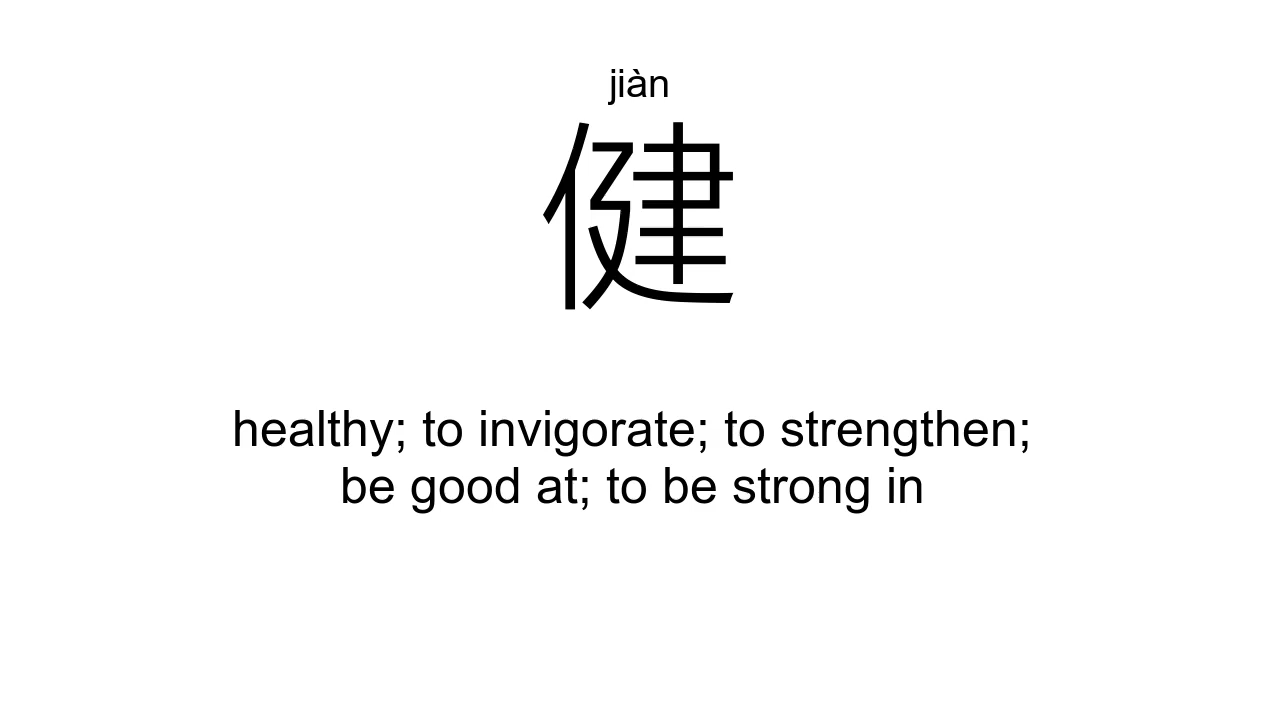 jiàn
健
healthy; to invigorate; to strengthen;
be good at; to be strong in